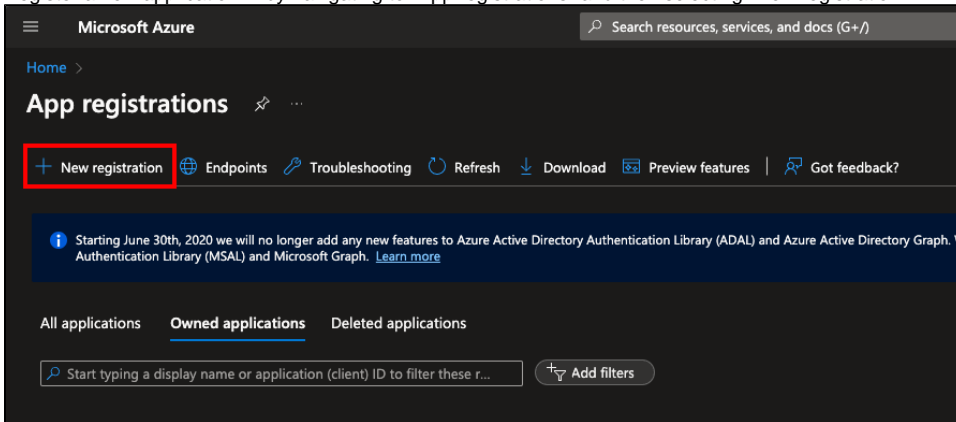 Microsoft Azure
Search resources, services, and docs (G+/)
Home >
App registrations
New registration Endpoints Troubleshooting Refresh Download Preview features | Got feedback?
Starting June 30th, 2020 we will no longer add any new features to Azure Active Directory Authentication Library (ADAL) and Azure Active Directory Graph.
Authentication Library (MSAL) and Microsoft Graph. Learn more
All applications Owned applications Deleted applications
Start typing a display name or application (client) ID to filter these r...
Add filters